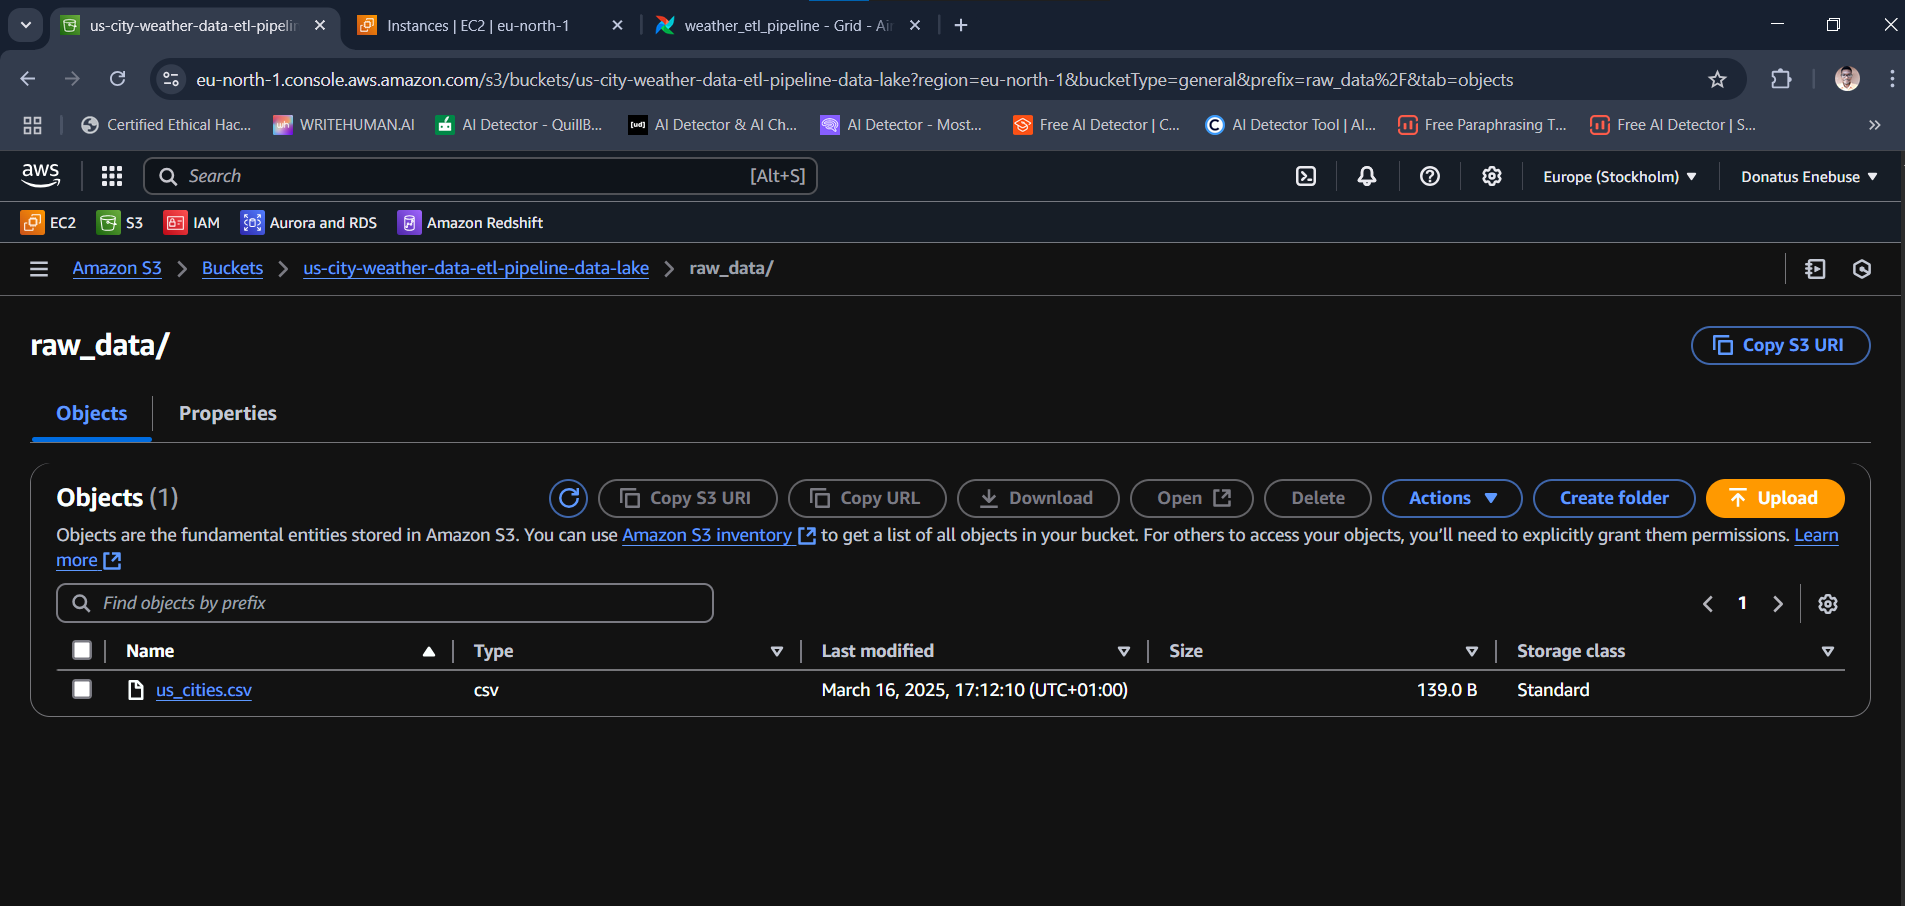 us-city-weather-data-etl-pipelin
Instances | EC2 | eu-north-1
weather_etl_pipeline - Grid - Air
eu-north-1.console.aws.amazon.com/s3/buckets/us-city-weather-data-etl-pipeline-data-lake?region=eu-north-1&bucketType=general&prefix=raw_data%2F&tab=objects
Certified Ethical Hac... WRITEHUMAN.AI AI Detector - QuillB... AI Detector & AI Ch... AI Detector - Most... Free AI Detector | C... AI Detector Tool | AI... Free Paraphrasing T... Free AI Detector | S...
aws Search [Alt+S] Europe (Stockholm) Donatus Enebuse
EC2 S3 IAM Aurora and RDS Amazon Redshift
Amazon S3 Buckets us-city-weather-data-etl-pipeline-data-lake raw_data/
raw_data/
Copy S3 URI
Objects Properties
Objects (1) Copy S3 URI Copy URL Download Open Delete Actions Create folder Upload
Objects are the fundamental entities stored in Amazon S3. You can use Amazon S3 inventory to get a list of all objects in your bucket. For others to access your objects, you'll need to explicitly grant them permissions. Learn
more
Find objects by prefix 1
Name Type Last modified Size Storage class
us_cities.csv csv March 16, 2025, 17:12:10 (UTC+01:00) 139.0 B Standard